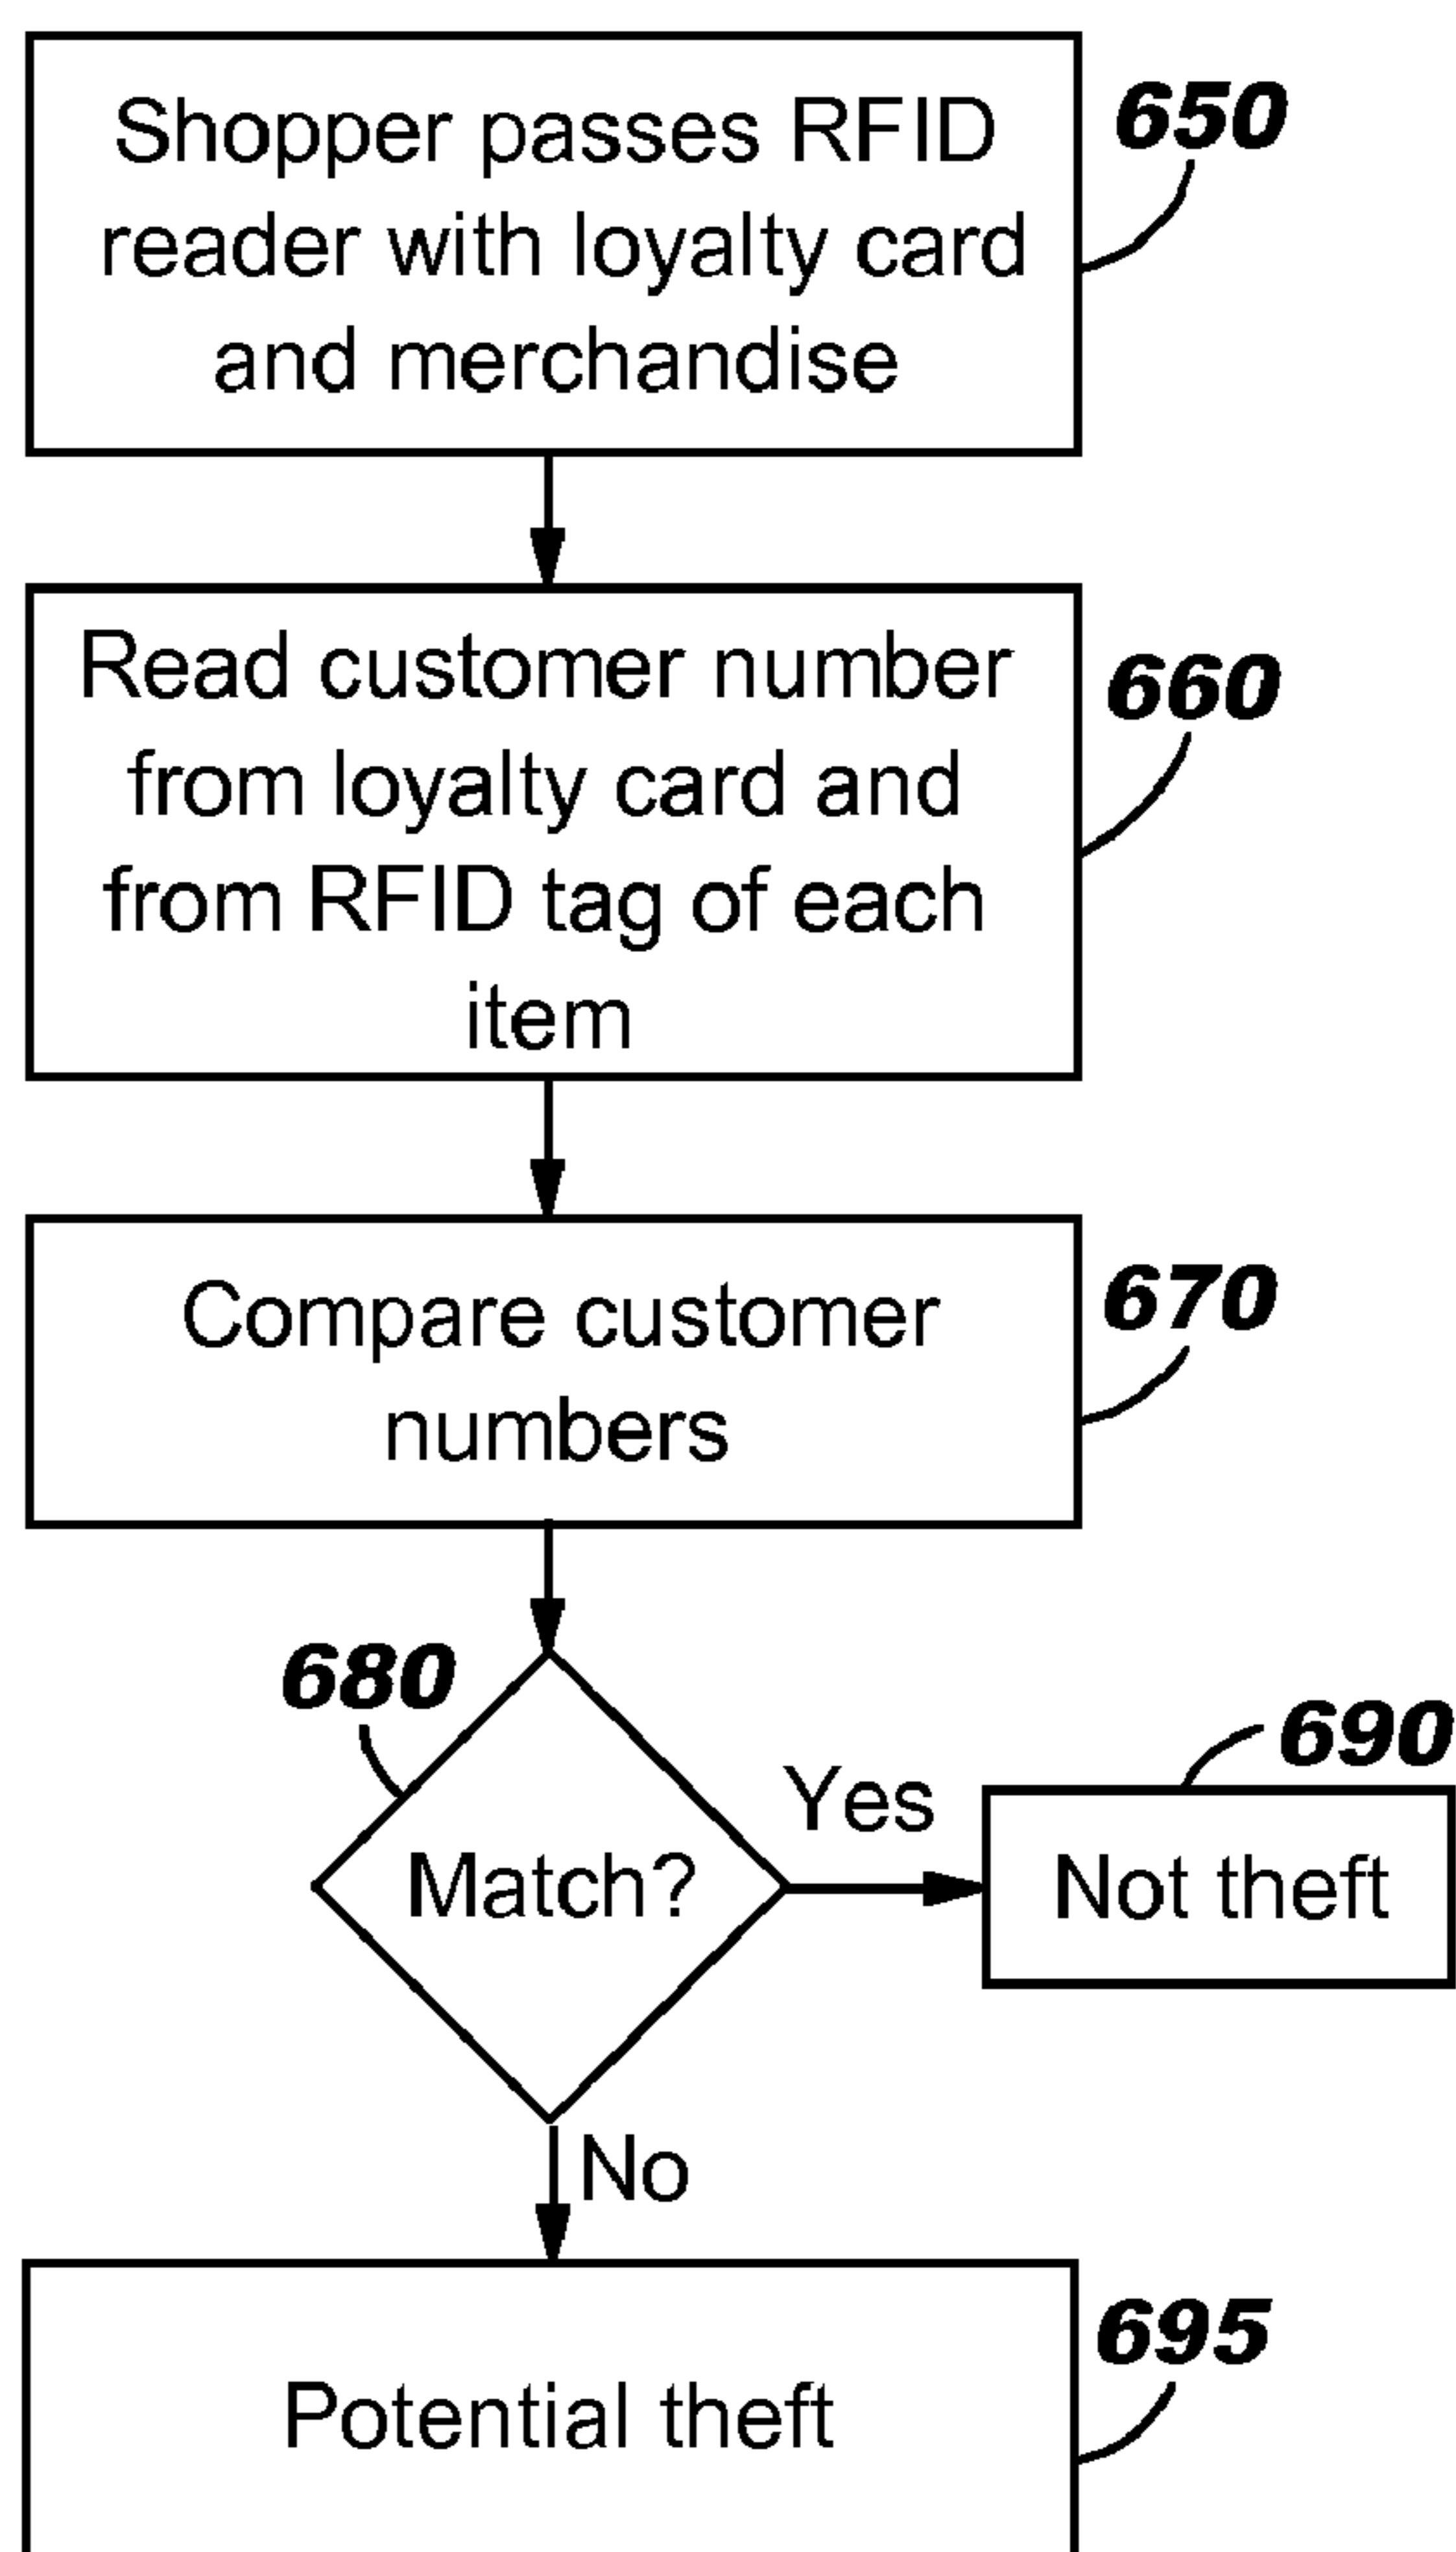 Shopper passes RFID
reader with loyalty card
and merchandise
650
Read customer number
from loyalty card and
from RFID tag of each
item
660
Compare customer
numbers
670
680
Match?
Yes
690
Not theft
No
Potential theft
695